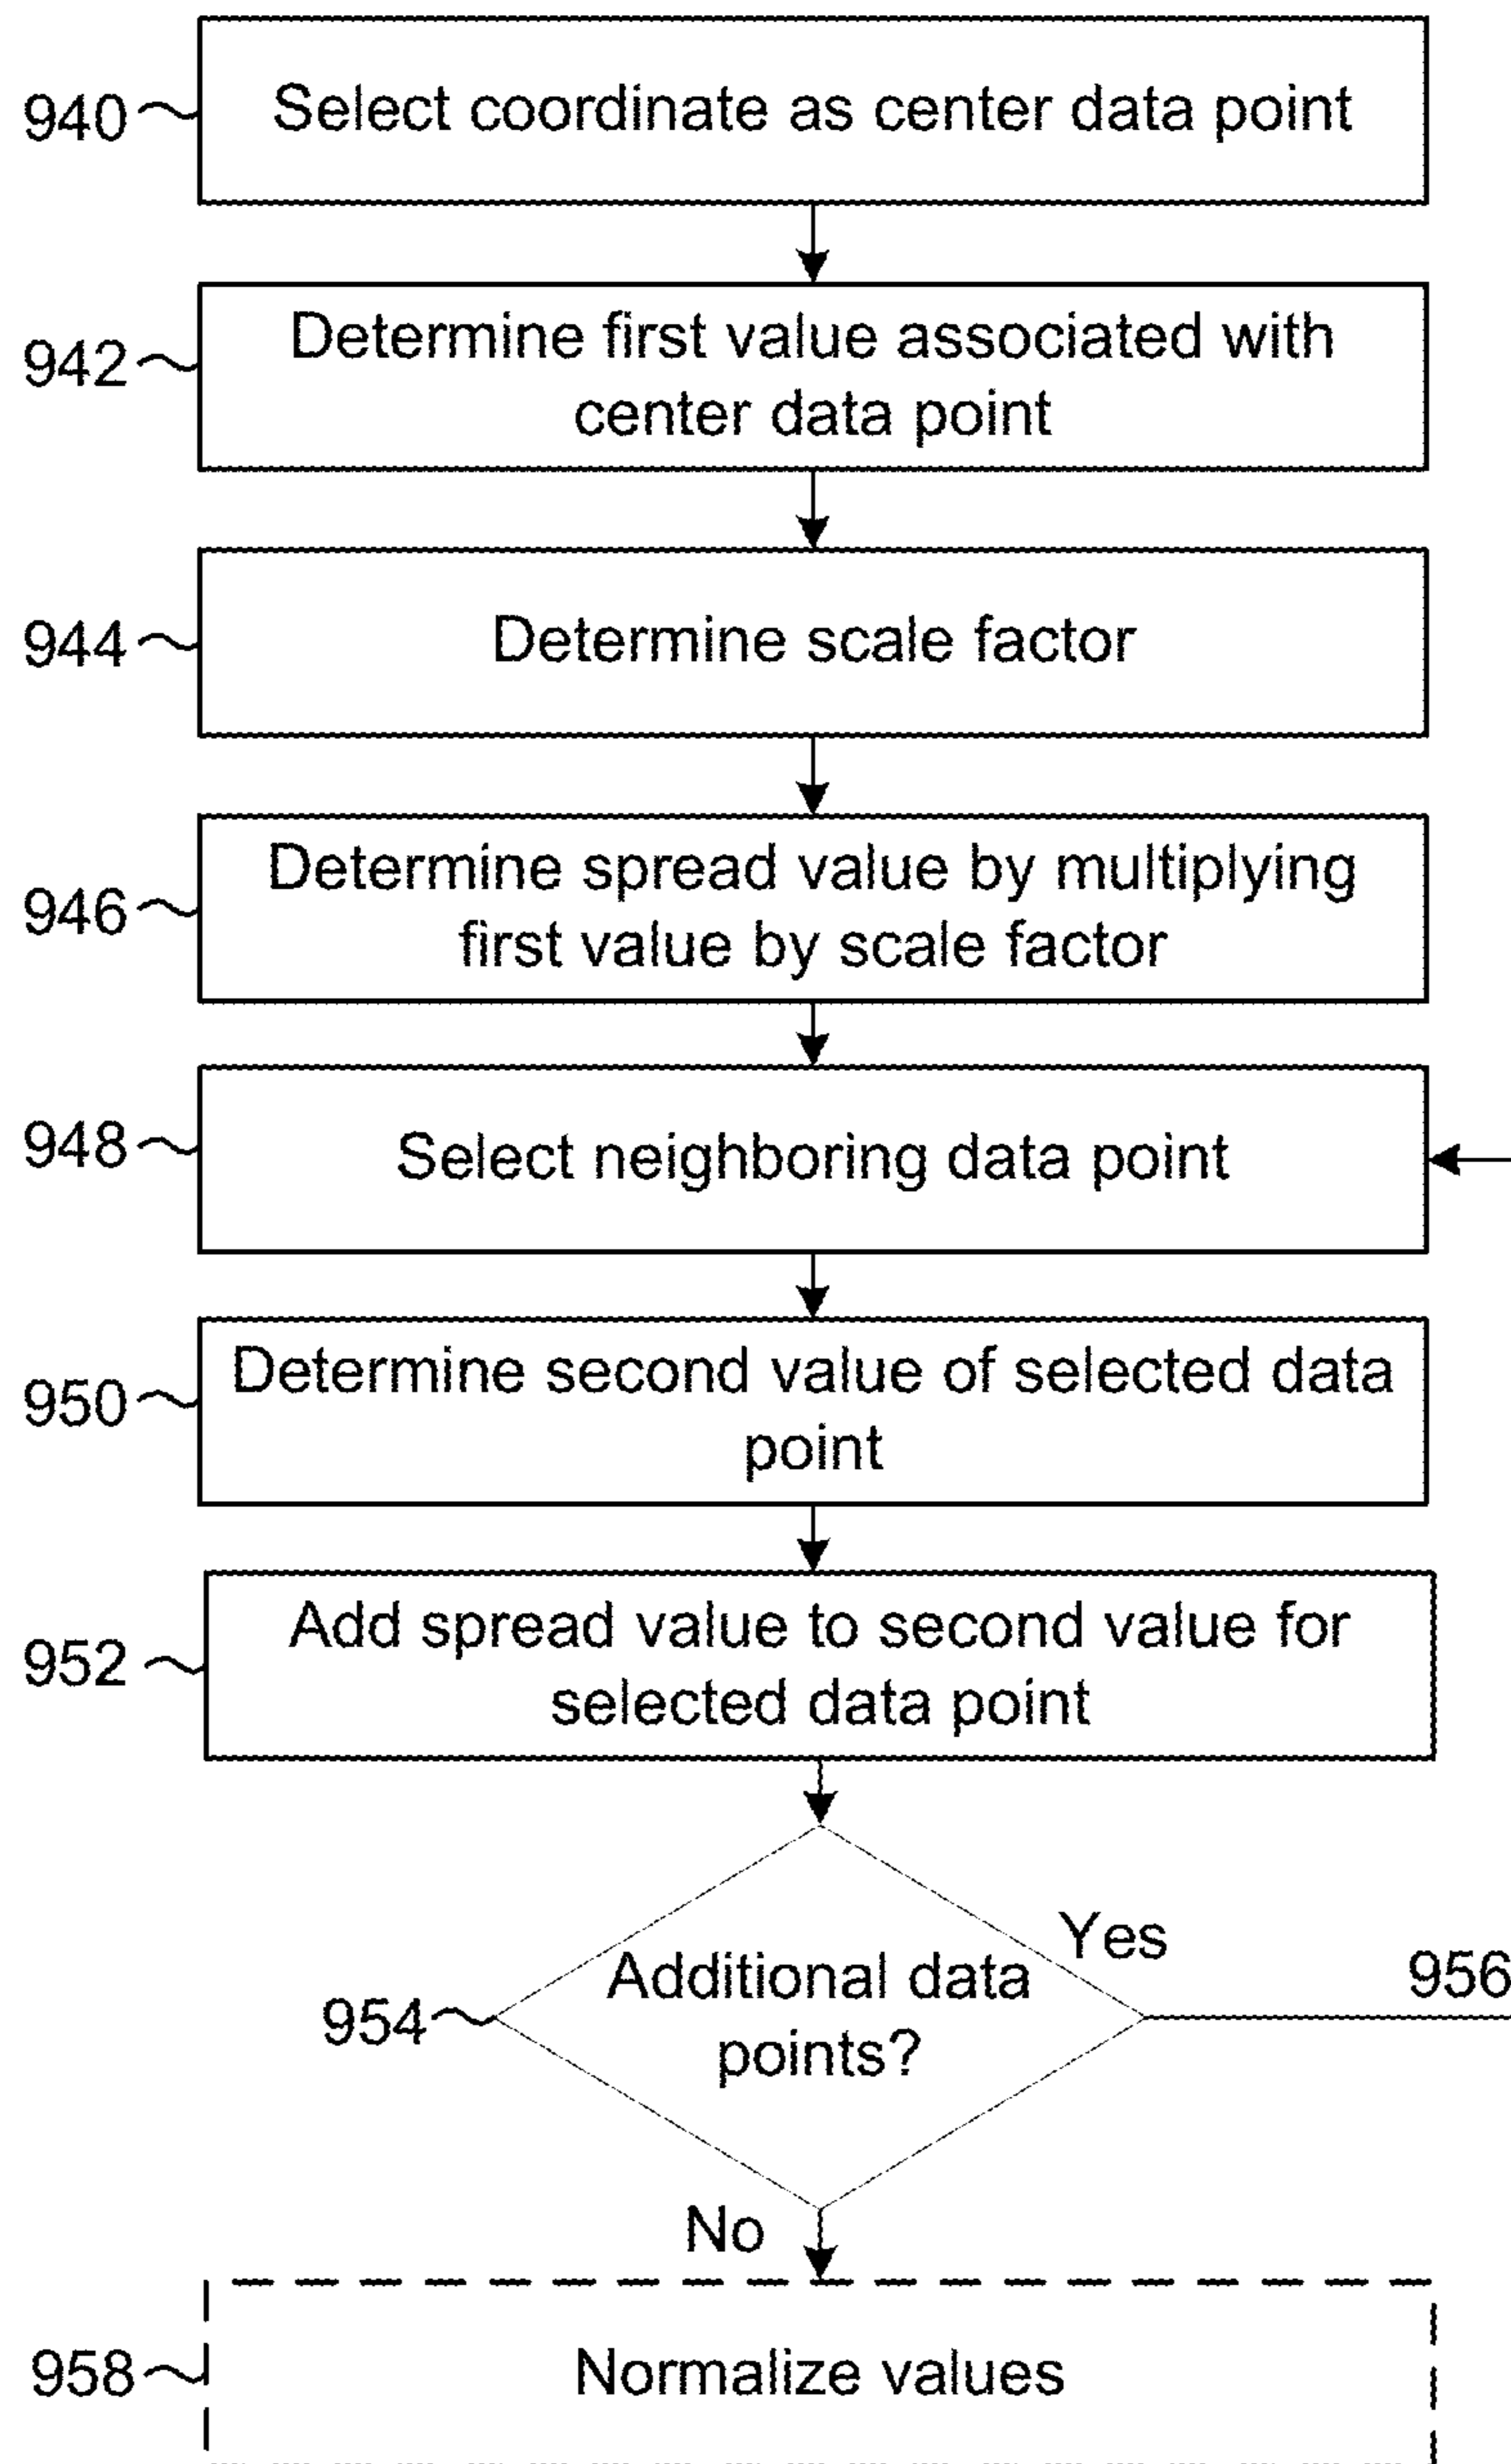 940
Select coordinate as center data point
942
Determine first value associated with
center data point
944
Determine scale factor
946
Determine spread value by multiplying
first value by scale factor
948
Select neighboring data point
950
Determine second value of selected data
point
952
Add spread value to second value for
selected data point
954
Additional data
points?
Yes
956
No
958
Normalize values